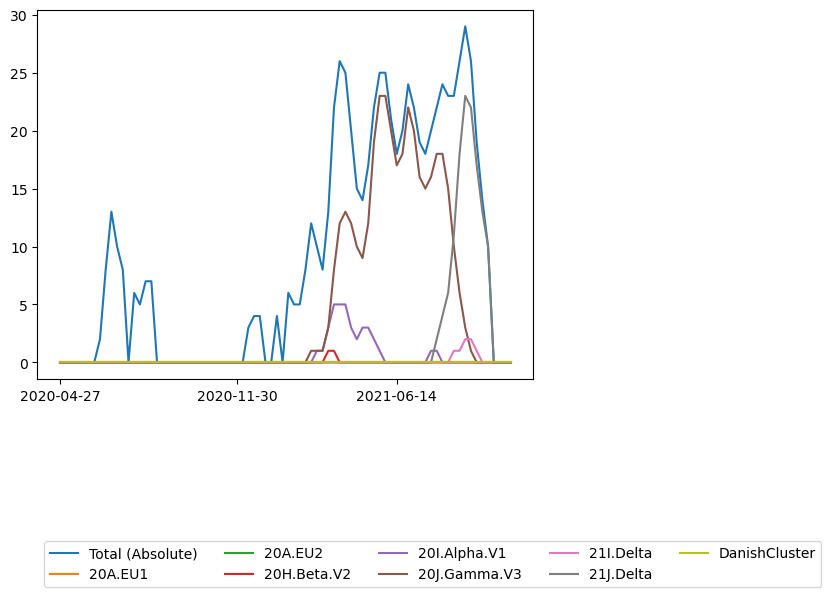 30
25
20
15
10
5
0
2020-04-27 2020-11-30 2021-06-14
Total (Absolute) 20A.EU2 20I.Alpha.V1 21I.Delta DanishCluster
20A.EU1 20H.Beta.V2 20J.Gamma.V3 21J.Delta